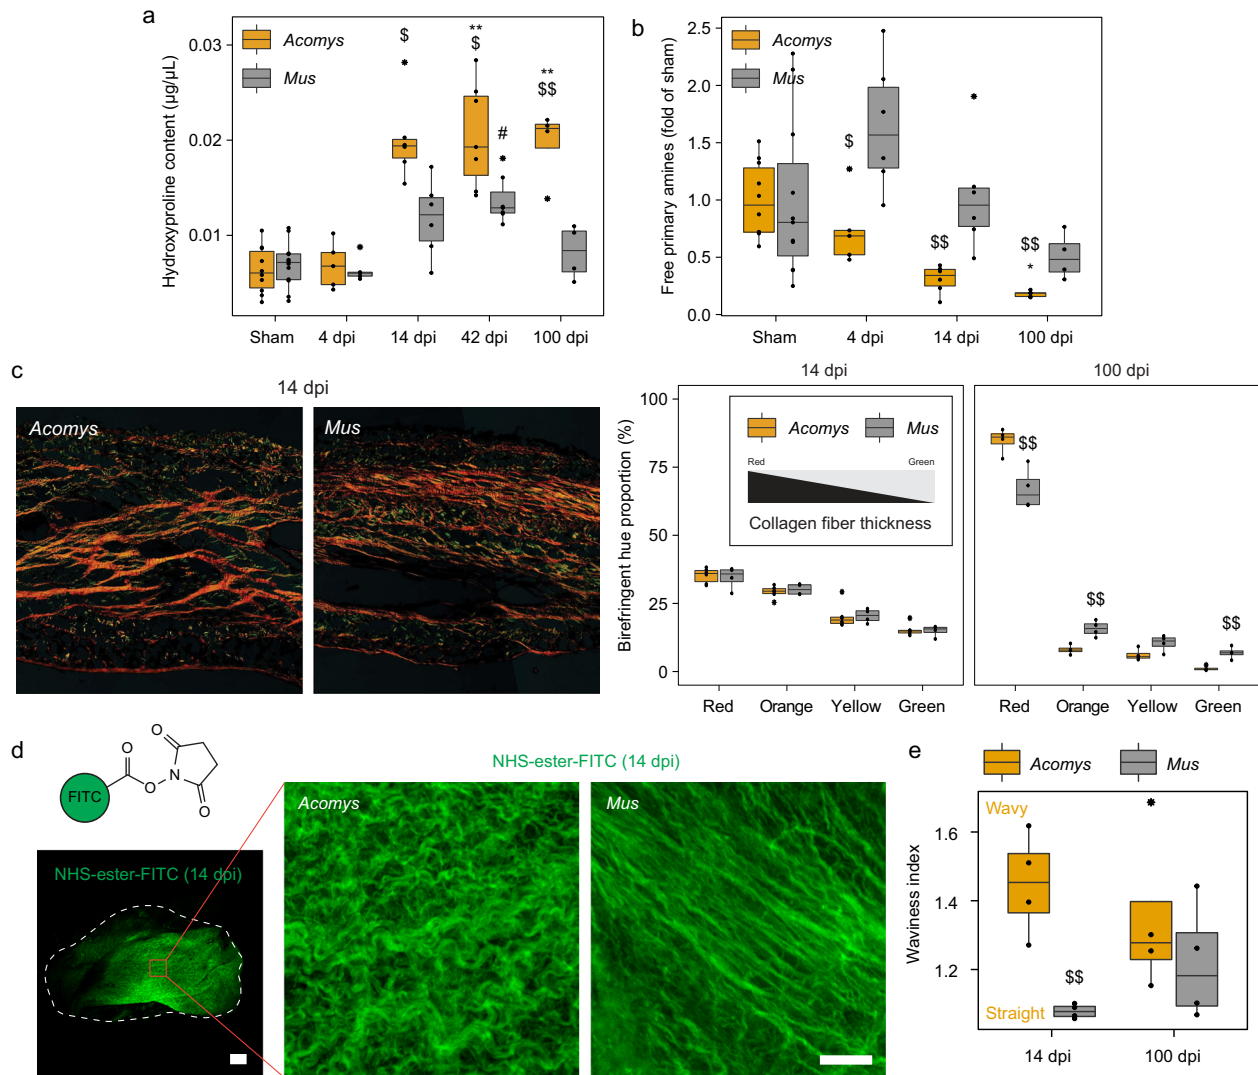 a
Hydroxyproline content (µg/µL)
0.03
0.02
0.01
Acomys
Mus
$
**
$
#
**
$$
Sham
4 dpi
14 dpi
42 dpi
100 dpi
b
Free primary amines (fold of sham)
2.5
2.0
1.5
1.0
0.5
0.0
Acomys
Mus
$
$$
$$
*
Sham
4 dpi
14 dpi
100 dpi
c
14 dpi
Acomys
Mus
Birefringent hue proportion (%)
100
75
50
25
0
14 dpi
100 dpi
Acomys
Mus
Red
Green
Collagen fiber thickness
$$
$$
$$
Red
Orange
Yellow
Green
Red
Orange
Yellow
Green
d
FITC
O
O
N
O
O
NHS-ester-FITC (14 dpi)
NHS-ester-FITC (14 dpi)
Acomys
Mus
e
Acomys
Mus
Waviness index
1.6
1.4
1.2
Wavy
Straight
$$
14 dpi
100 dpi